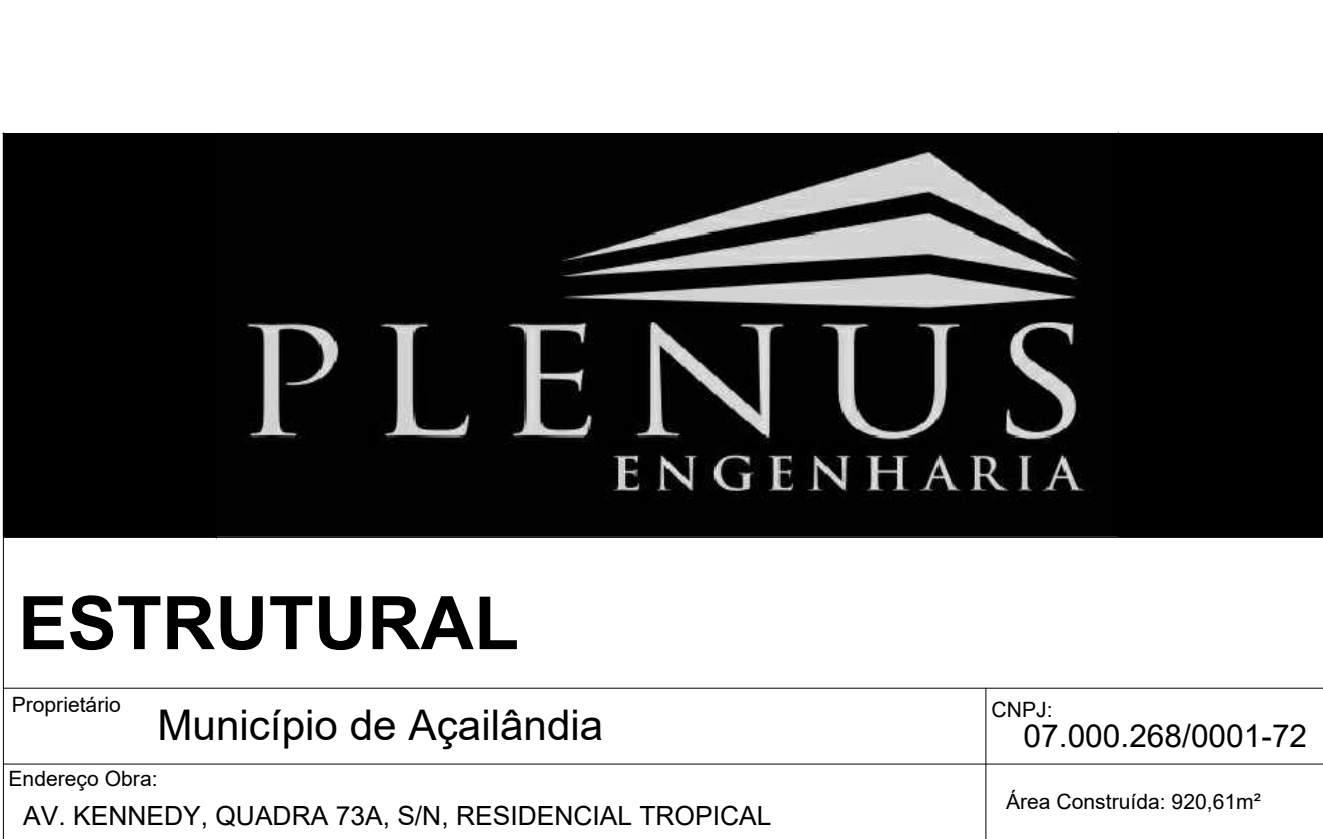 PLENUS
ENGENHARIA
ESTRUTURAL
Proprietário
Município de Açailândia
CNPJ:
07.000.268/0001-72
Endereço Obra:
AV. KENNEDY, QUADRA 73A, S/N, RESIDENCIAL TROPICAL
Área Construída: 920,61m²